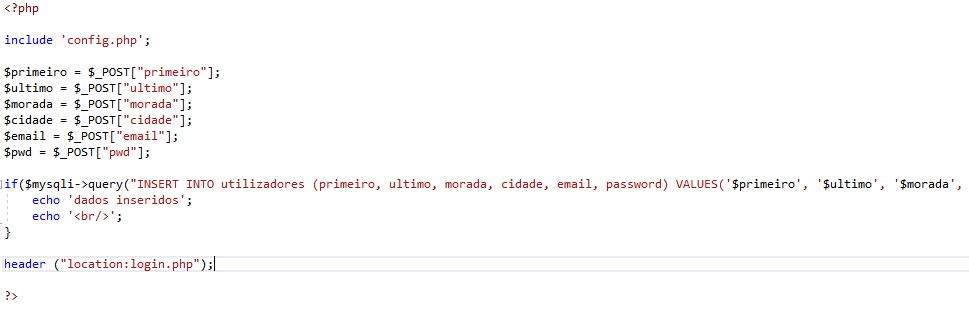 <?php
include 'config.php';
$primeiro = $_POST["primeiro"];
$ultimo = $_POST["ultimo"];
$morada = $_POST["morada"];
$cidade = $_POST["cidade"];
$email = $_POST["email"];
$pwd = $_POST["pwd"];
if($mysqli->query("INSERT INTO utilizadores (primeiro, ultimo, morada, cidade, email, password) VALUES('$primeiro', '$ultimo', '$morada',
echo 'dados inseridos';
echo '<br/>';
}
header ("location:login.php");
?>